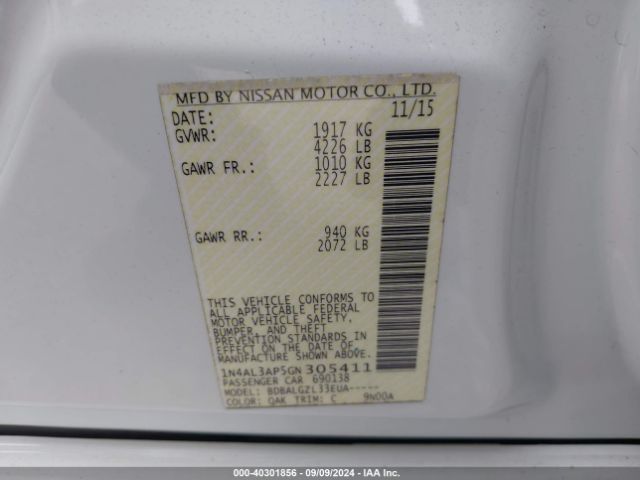 MFD BY NISSAN MOTOR CO., LTD.
DATE: 11/15
GVWR: 1917 KG
4226 LB
GAWR FR.: 1010 KG
2227 LB
GAWR RR.: 940 KG
2072 LB
THIS VEHICLE CONFORMS TO
ALL APPLICABLE FEDERAL
MOTOR VEHICLE SAFETY,
BUMPER, AND THEFT
PREVENTION STANDARDS IN
EFFECT ON THE DATE OF
MANUFACTURE SHOWN ABOVE.
1N4AL3AP5GN305411
PASSENGER CAR 690138
MODEL: BDBALGZL33EUA-----
COLOR: QAK TRIM: C 9N00A
000-40301856 - 09/09/2024 - IAA Inc.